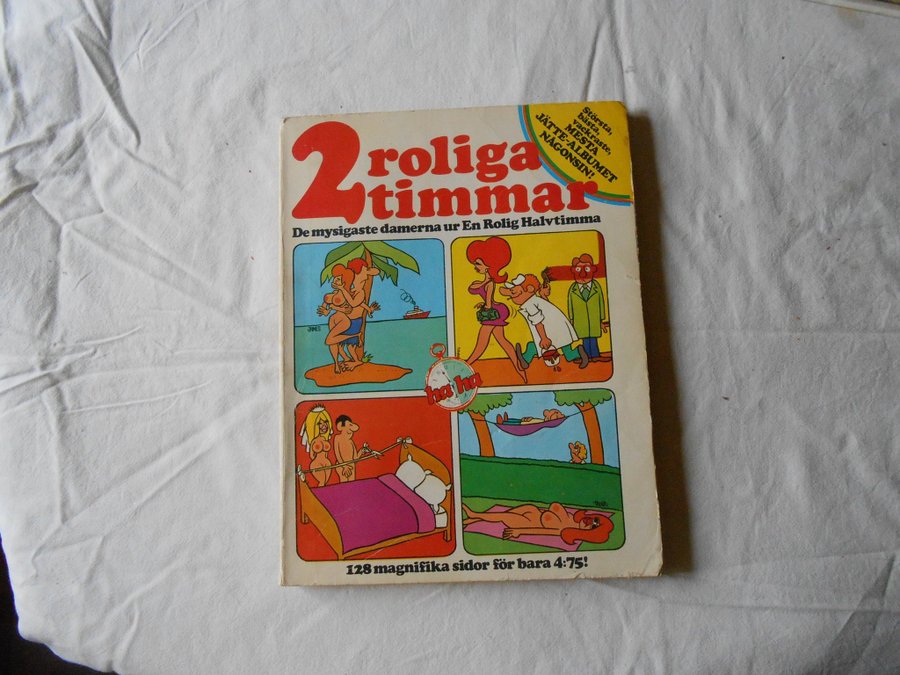 Största,
bästa,
vackraste,
MESTA
JÄTTE-ALBUMET
NÅGONSIN!
2 roliga
timmar
De mysigaste damerna ur En Rolig Halvtimma
ha ha
128 magnifika sidor för bara 4:75!